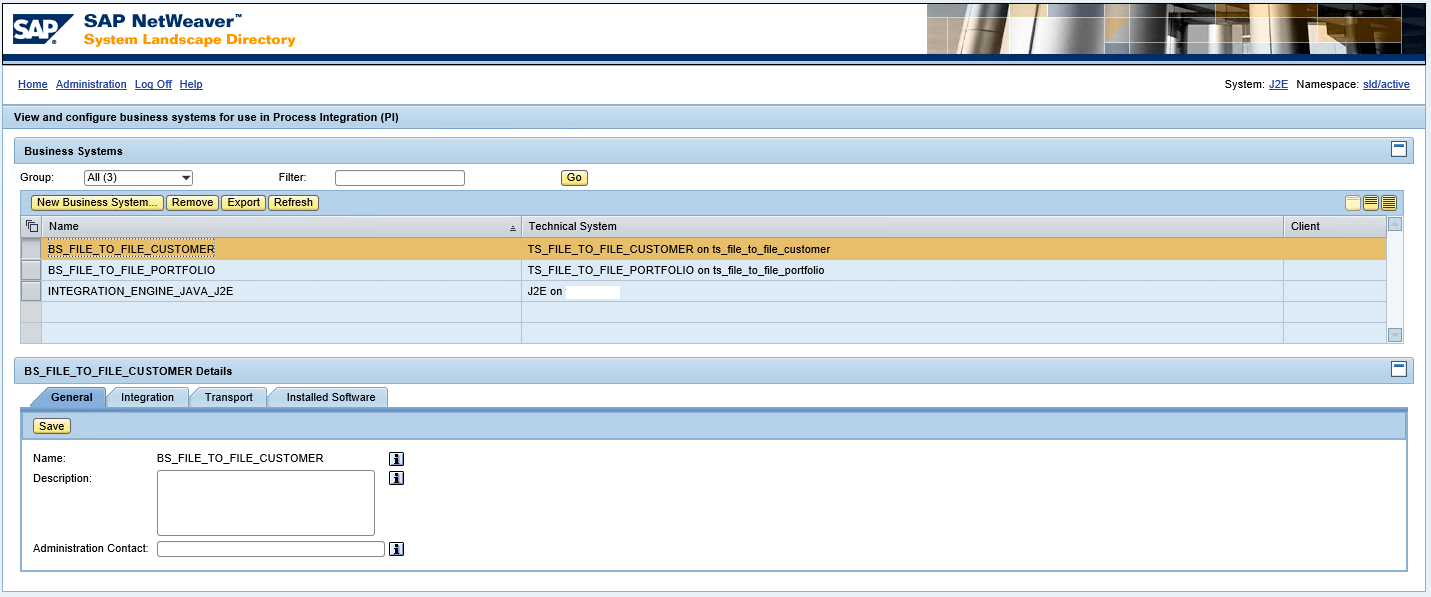 SAP NetWeaver™
SAP
System Landscape Directory
Home Administration Log Off Help System: J2E Namespace: sld/active
View and configure business systems for use in Process Integration (PI)
Business Systems
Group: All (3) Filter: Go
New Business System... Remove Export Refresh
Name Technical System Client
BS_FILE_TO_FILE_CUSTOMER TS_FILE_TO_FILE_CUSTOMER on ts_file_to_file_customer
BS_FILE_TO_FILE_PORTFOLIO TS_FILE_TO_FILE_PORTFOLIO on ts_file_to_file_portfolio
INTEGRATION_ENGINE_JAVA_J2E J2E on
BS_FILE_TO_FILE_CUSTOMER Details
General Integration Transport Installed Software
Save
Name: BS_FILE_TO_FILE_CUSTOMER
Description:
Administration Contact: